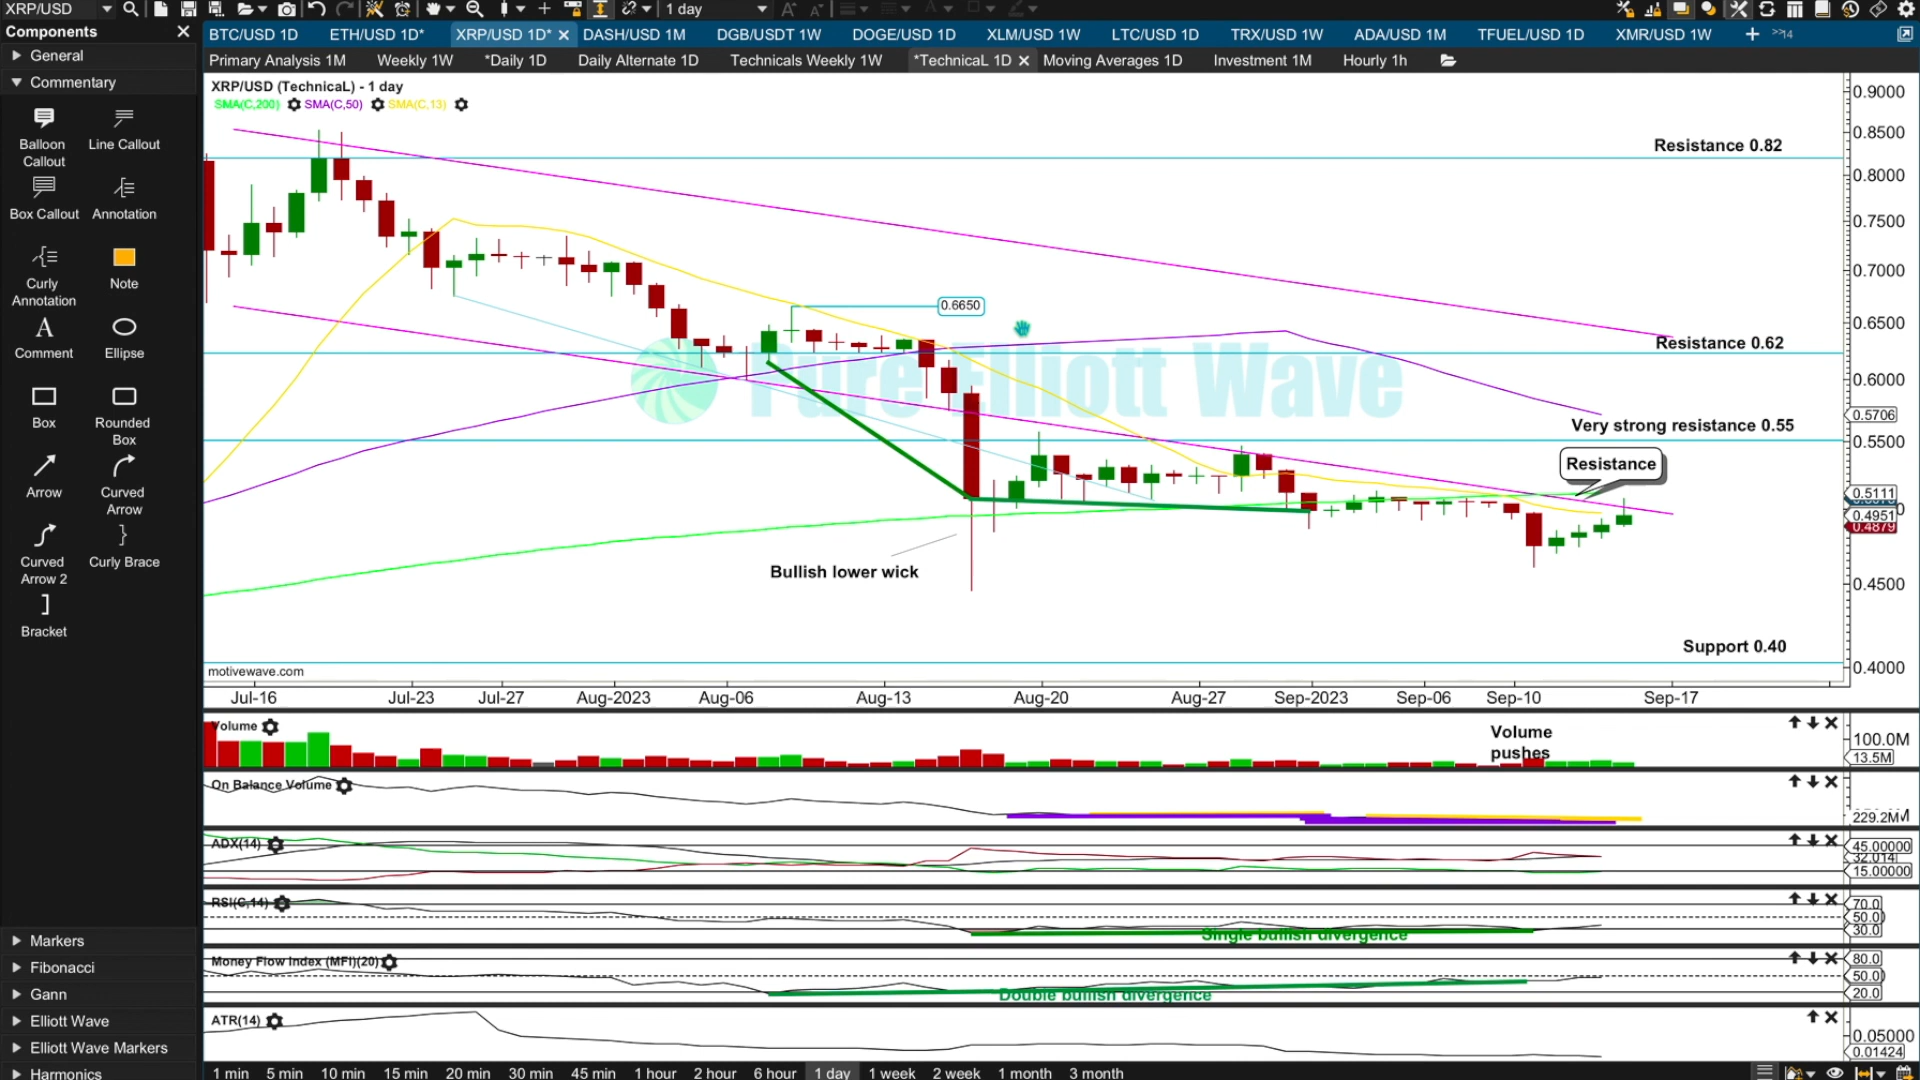 XRP/USD
1 day
Components
BTC/USD 1D
ETH/USD 1D*
XRP/USD 1D*
DASH/USD 1M
DGB/USDT 1W
DOGE/USD 1D
XLM/USD 1W
LTC/USD 1D
TRX/USD 1W
ADA/USD 1M
TFUEL/USD 1D
XMR/USD 1W
14
General
Primary Analysis 1M
Weekly 1W
*Daily 1D
Daily Alternate 1D
Technicals Weekly 1W
*TechnicaL 1D
Moving Averages 1D
Investment 1M
Hourly 1h
Commentary
XRP/USD (TechnicaL) - 1 day
SMA(C,200)
SMA(C,50)
SMA(C,13)
Balloon Callout
Line Callout
Box Callout
Annotation
Curly Annotation
Note
Comment
Ellipse
Box
Rounded Box
Arrow
Curved Arrow
Curved Arrow 2
Curly Brace
Bracket
Markers
Fibonacci
Gann
Elliott Wave
Elliott Wave Markers
Harmonics
Resistance 0.82
0.6650
Resistance 0.62
Pure Elliott Wave
Very strong resistance 0.55
Resistance
Bullish lower wick
Support 0.40
motivewave.com
0.9000
0.8500
0.8000
0.7500
0.7000
0.6500
0.6000
0.5706
0.5500
0.5111
0.4951
0.4879
0.4500
0.4000
Jul-16
Jul-23
Jul-27
Aug-2023
Aug-06
Aug-13
Aug-20
Aug-27
Sep-2023
Sep-06
Sep-10
Sep-17
Volume
Volume
pushes
100.0M
13.5M
On Balance Volume
229.2M
ADX(14)
45.00000
32.014
15.00000
RSI(C,14)
Single bullish divergence
70.0
50.0
30.0
Money Flow Index (MFI)(20)
Double bullish divergence
80.0
50.0
20.0
ATR(14)
0.05000
0.01424
1 min
5 min
10 min
15 min
20 min
30 min
45 min
1 hour
2 hour
6 hour
1 day
1 week
2 week
1 month
3 month